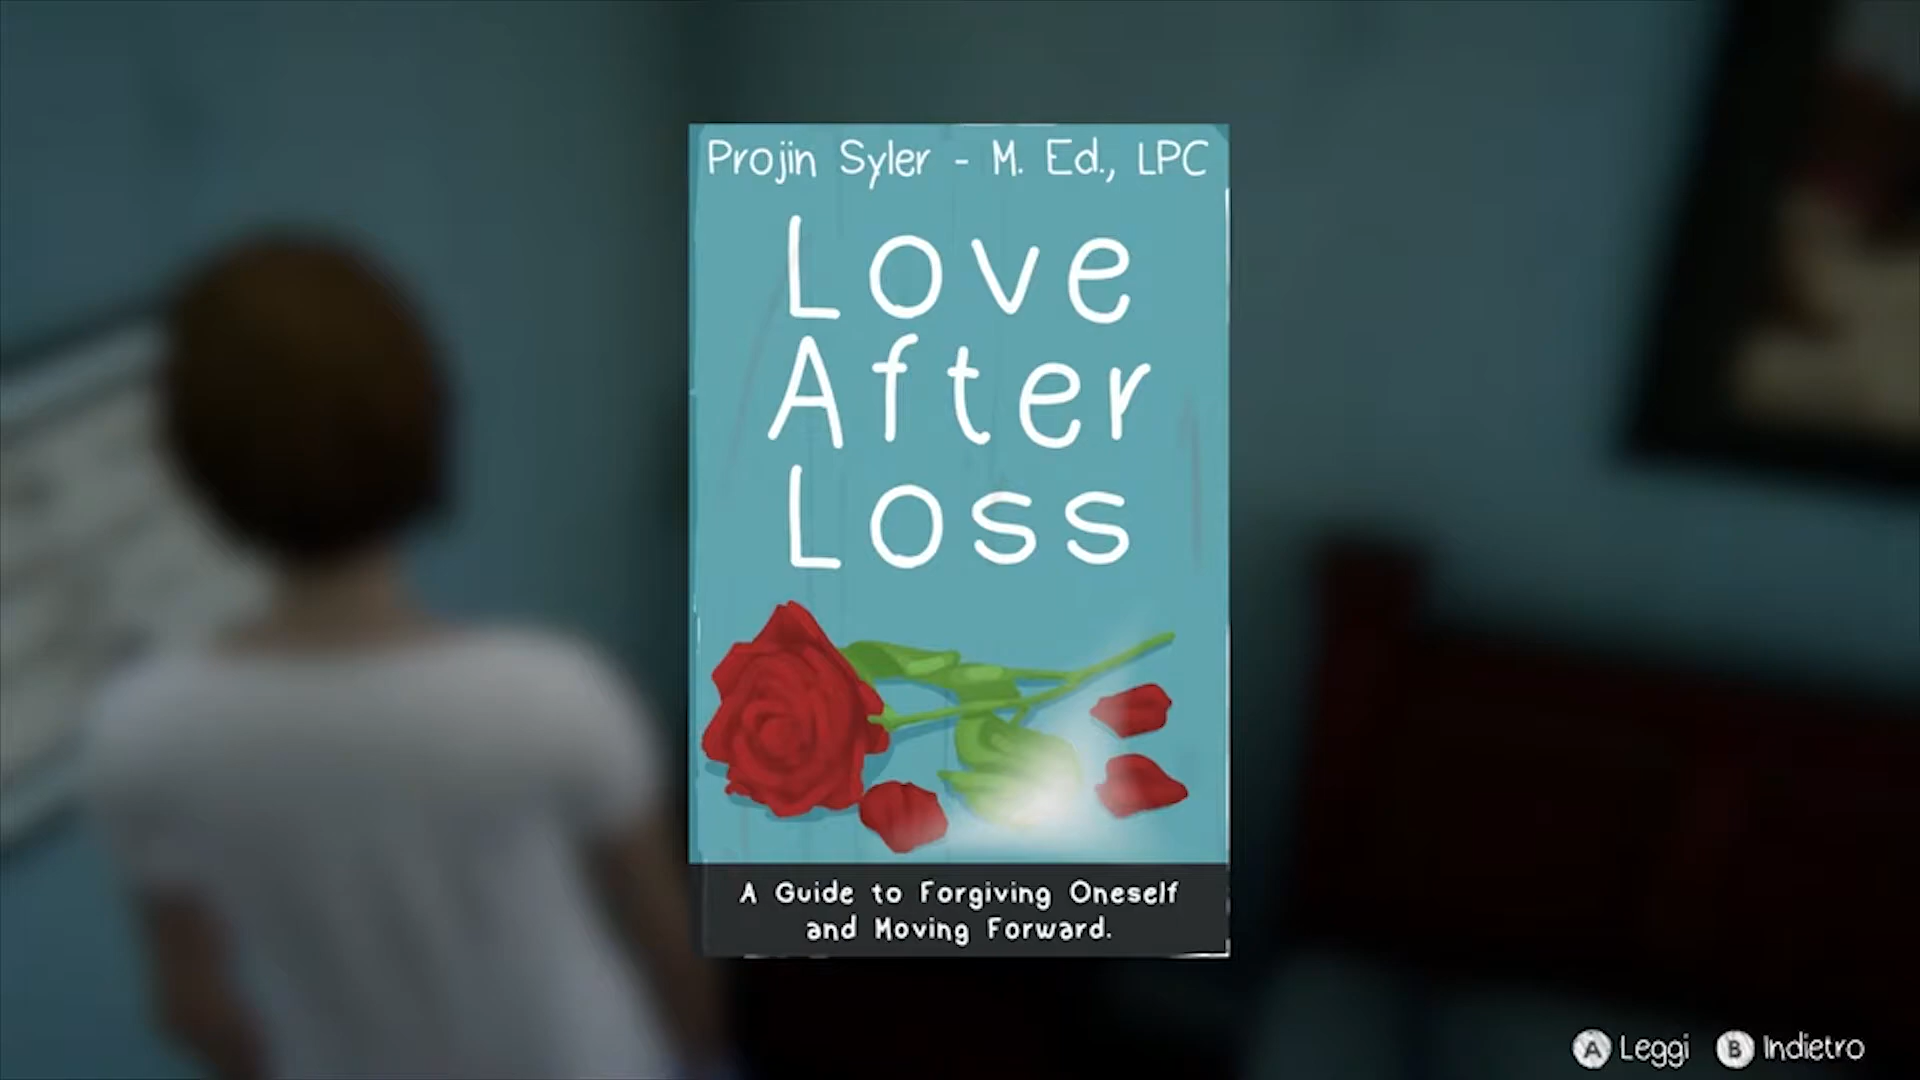 Projin Syler - M. Ed., LPC
Love
After
Loss
A Guide to Forgiving Oneself
and Moving Forward.
A Leggi B Indietro